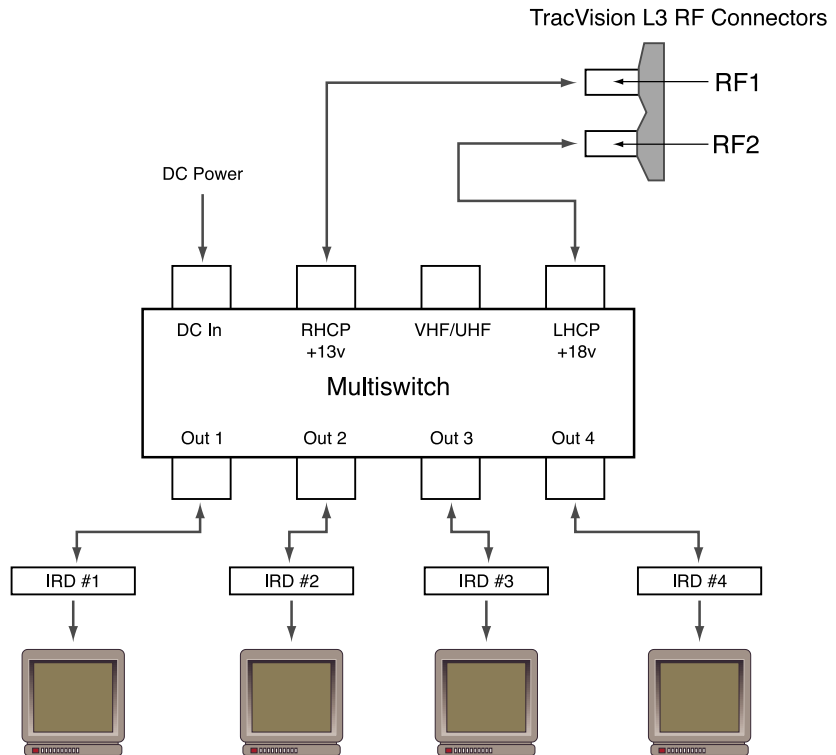 TracVision L3 RF Connectors
RF1
RF2
DC Power
DC In
RHCP
+13v
VHF/UHF
LHCP
+18v
Multiswitch
Out 1
Out 2
Out 3
Out 4
IRD #1
IRD #2
IRD #3
IRD #4